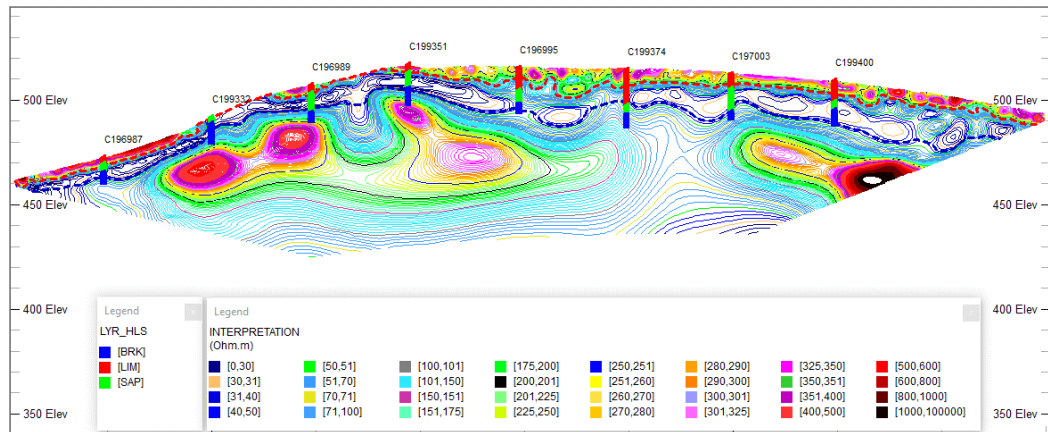 C199351
C196989
C196995
C199374
C197003
C199400
500 Elev
C199332
500 Elev
C196987
450 Elev
450 Elev
400 Elev
400 Elev
Legend
Legend
LYR_HLS
INTERPRETATION
(Ohm.m)
[BRK]
[LIM]
[SAP]
[0,30] [50,51] [100,101] [175,200] [250,251] [280,290] [325,350] [500,600]
[30,31] [51,70] [101,150] [200,201] [251,260] [290,300] [350,351] [600,800]
[31,40] [70,71] [150,151] [201,225] [260,270] [300,301] [351,400] [800,1000]
[40,50] [71,100] [151,175] [225,250] [270,280] [301,325] [400,500] [1000,100000]
350 Elev
350 Elev